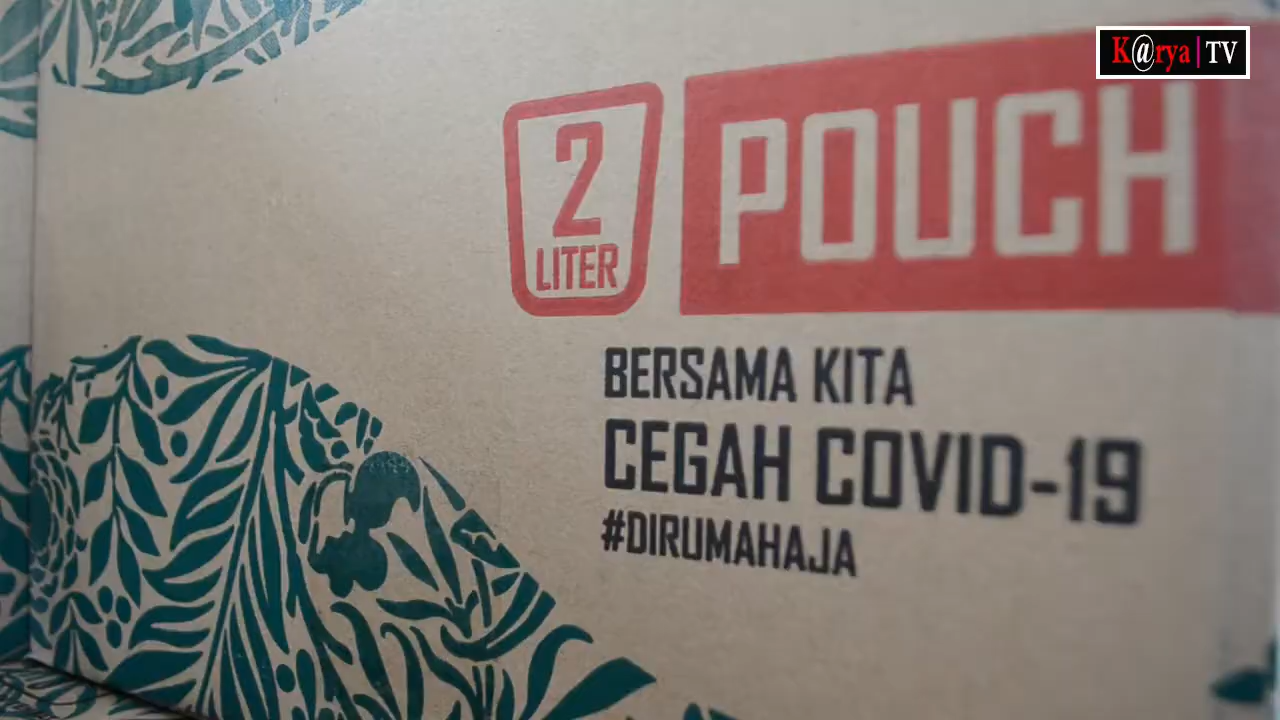 K@rya|TV
2
LITER
POUCH
BERSAMA KITA
CEGAH COVID-19
#DIRUMAHAJA